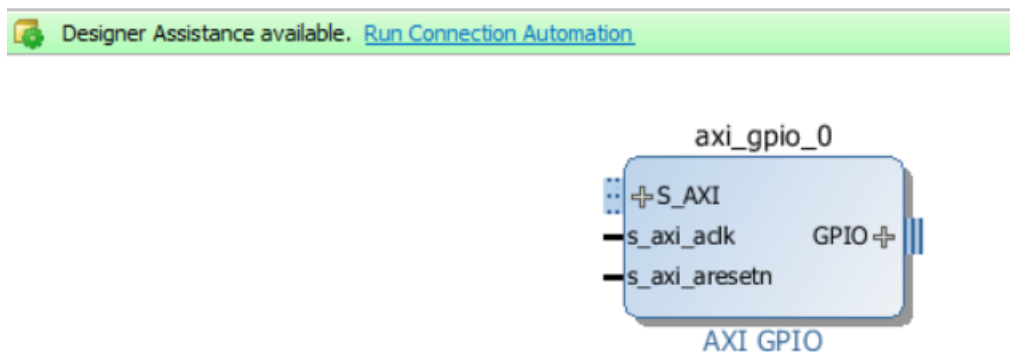 Designer Assistance available. Run Connection Automation
axi_gpio_0
S_AXI
s_axi_aclk GPIO
s_axi_aresetn
AXI GPIO